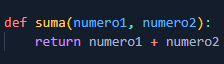 def suma(numero1, numero2):
    return numero1 + numero2